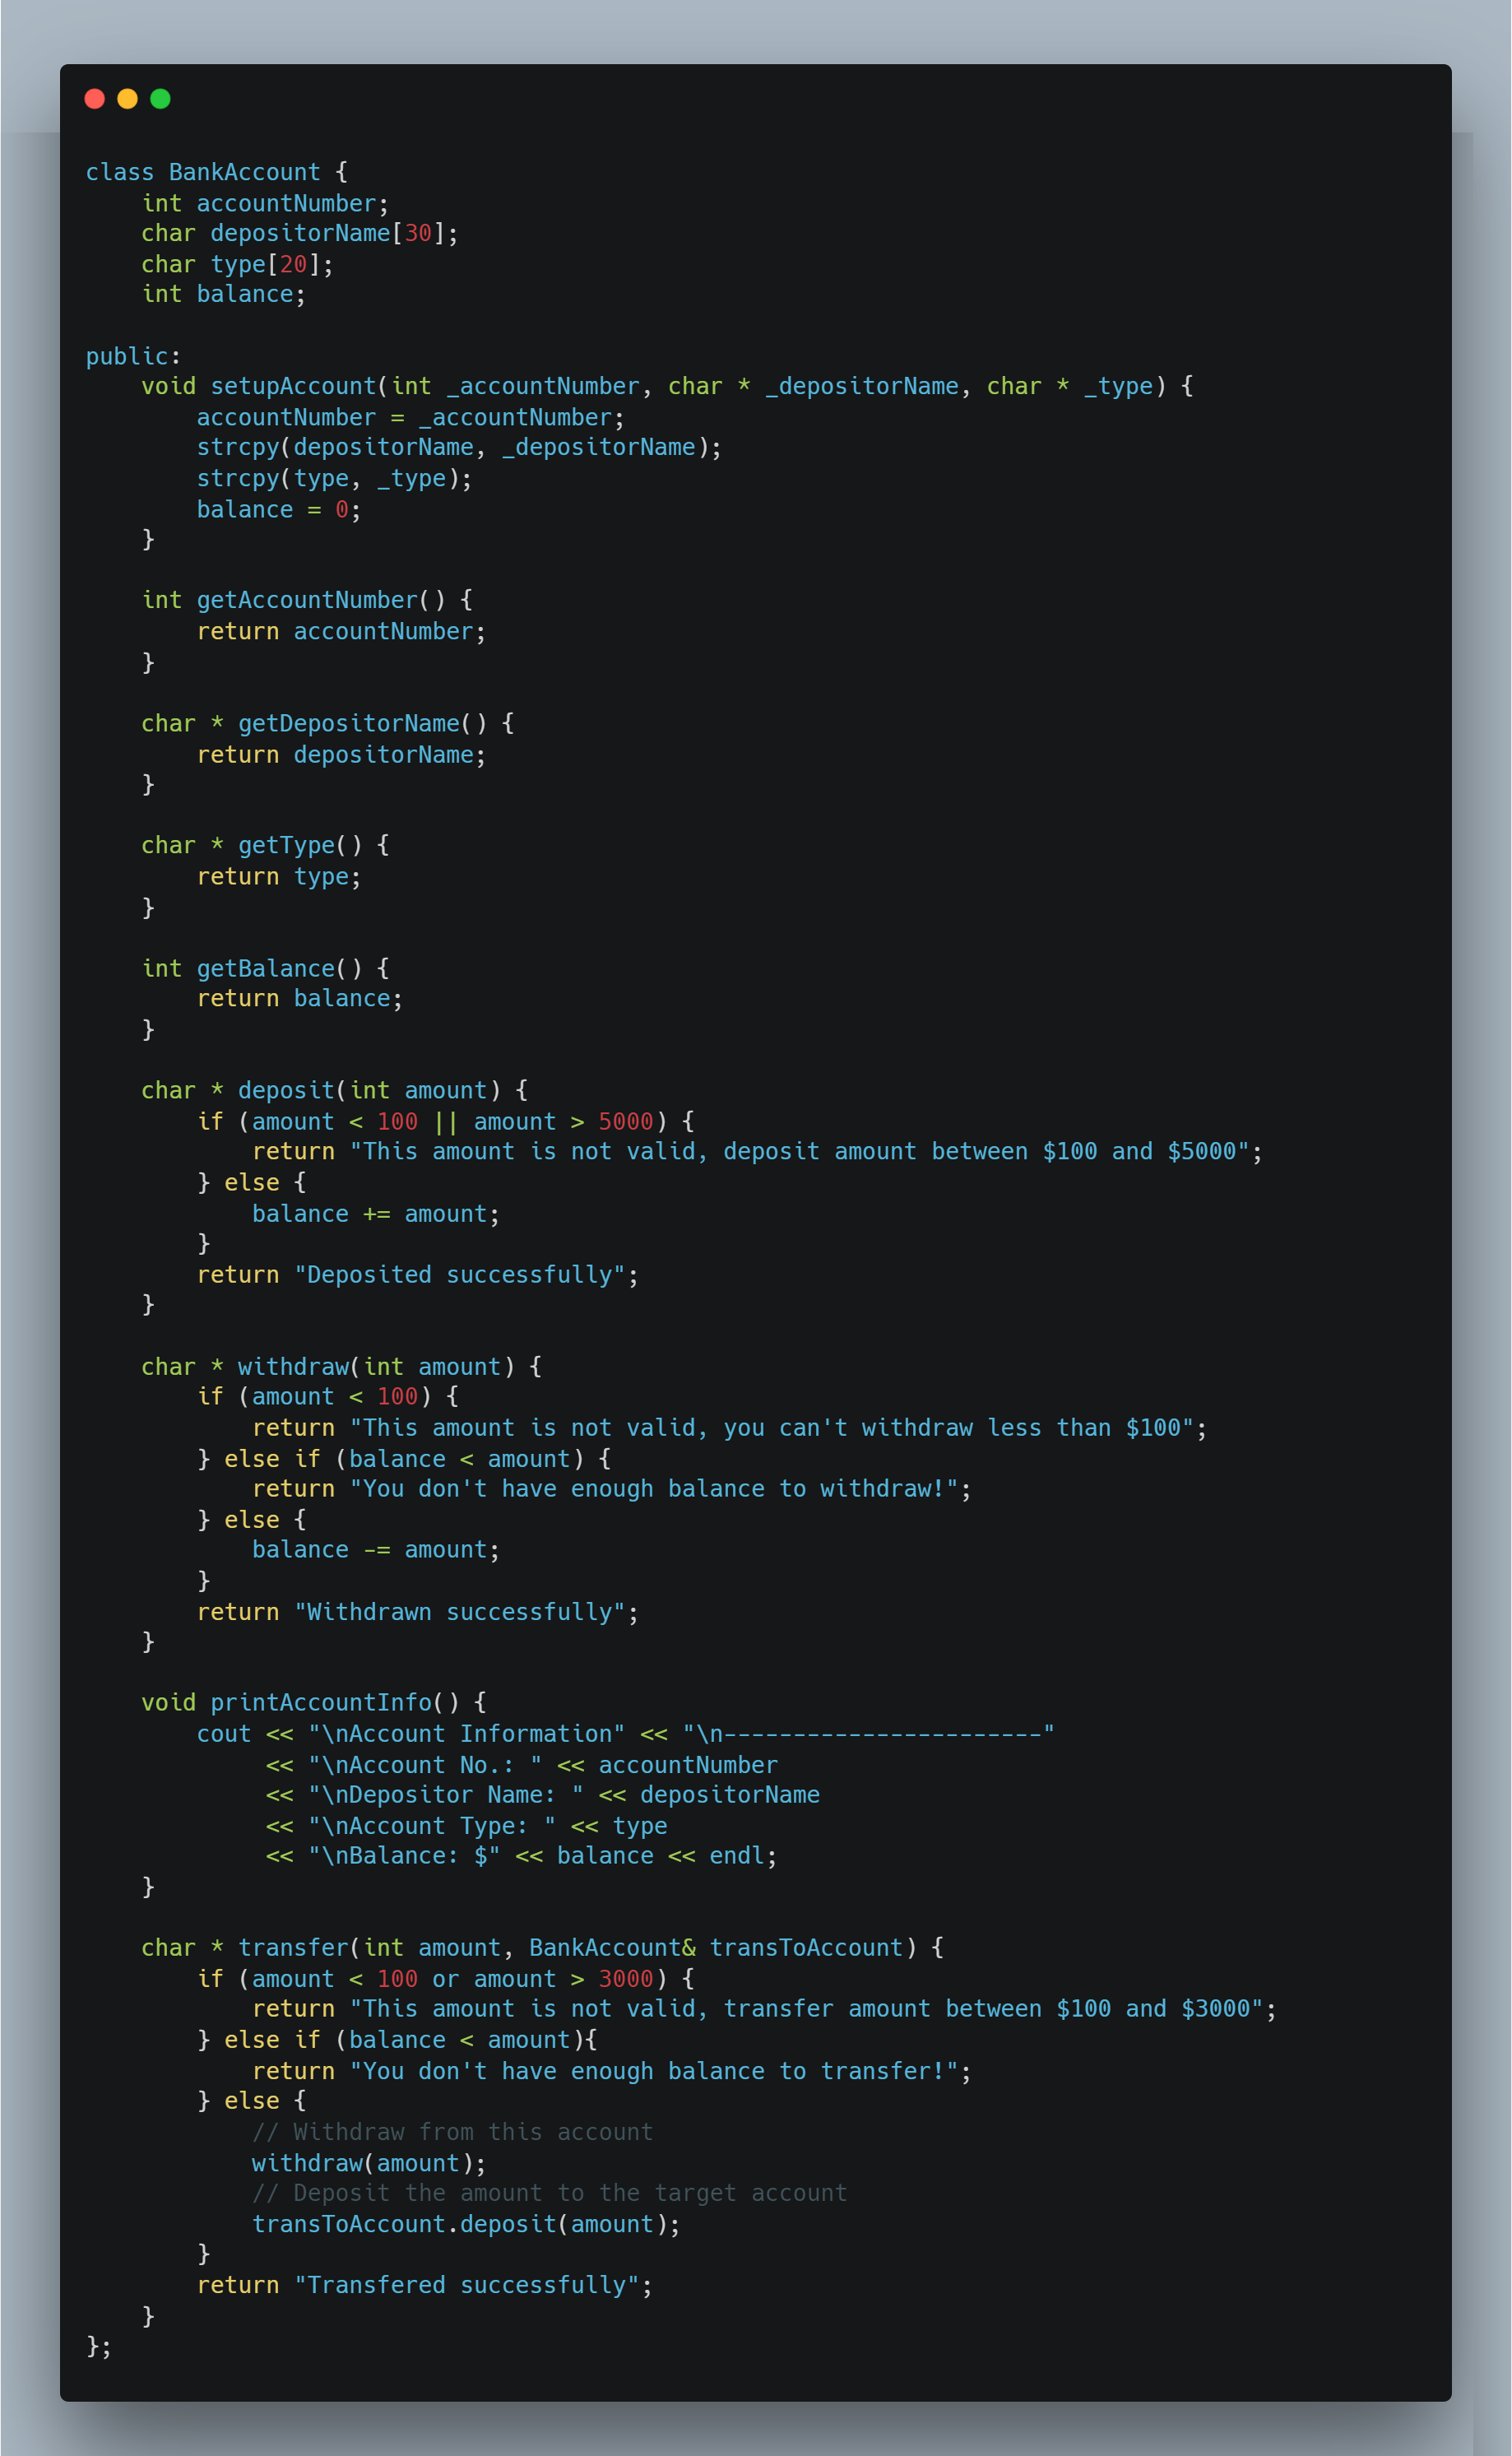 class BankAccount {
    int accountNumber;
    char depositorName[30];
    char type[20];
    int balance;

public:
    void setupAccount(int _accountNumber, char * _depositorName, char * _type) {
        accountNumber = _accountNumber;
        strcpy(depositorName, _depositorName);
        strcpy(type, _type);
        balance = 0;
    }

    int getAccountNumber() {
        return accountNumber;
    }

    char * getDepositorName() {
        return depositorName;
    }

    char * getType() {
        return type;
    }

    int getBalance() {
        return balance;
    }

    char * deposit(int amount) {
        if (amount < 100 || amount > 5000) {
            return "This amount is not valid, deposit amount between $100 and $5000";
        } else {
            balance += amount;
        }
        return "Deposited successfully";
    }

    char * withdraw(int amount) {
        if (amount < 100) {
            return "This amount is not valid, you can't withdraw less than $100";
        } else if (balance < amount) {
            return "You don't have enough balance to withdraw!";
        } else {
            balance -= amount;
        }
        return "Withdrawn successfully";
    }

    void printAccountInfo() {
        cout << "\nAccount Information" << "\n-----------------------"
             << "\nAccount No.: " << accountNumber
             << "\nDepositor Name: " << depositorName
             << "\nAccount Type: " << type
             << "\nBalance: $" << balance << endl;
    }

    char * transfer(int amount, BankAccount& transToAccount) {
        if (amount < 100 or amount > 3000) {
            return "This amount is not valid, transfer amount between $100 and $3000";
        } else if (balance < amount){
            return "You don't have enough balance to transfer!";
        } else {
            // Withdraw from this account
            withdraw(amount);
            // Deposit the amount to the target account
            transToAccount.deposit(amount);
        }
        return "Transfered successfully";
    }
};